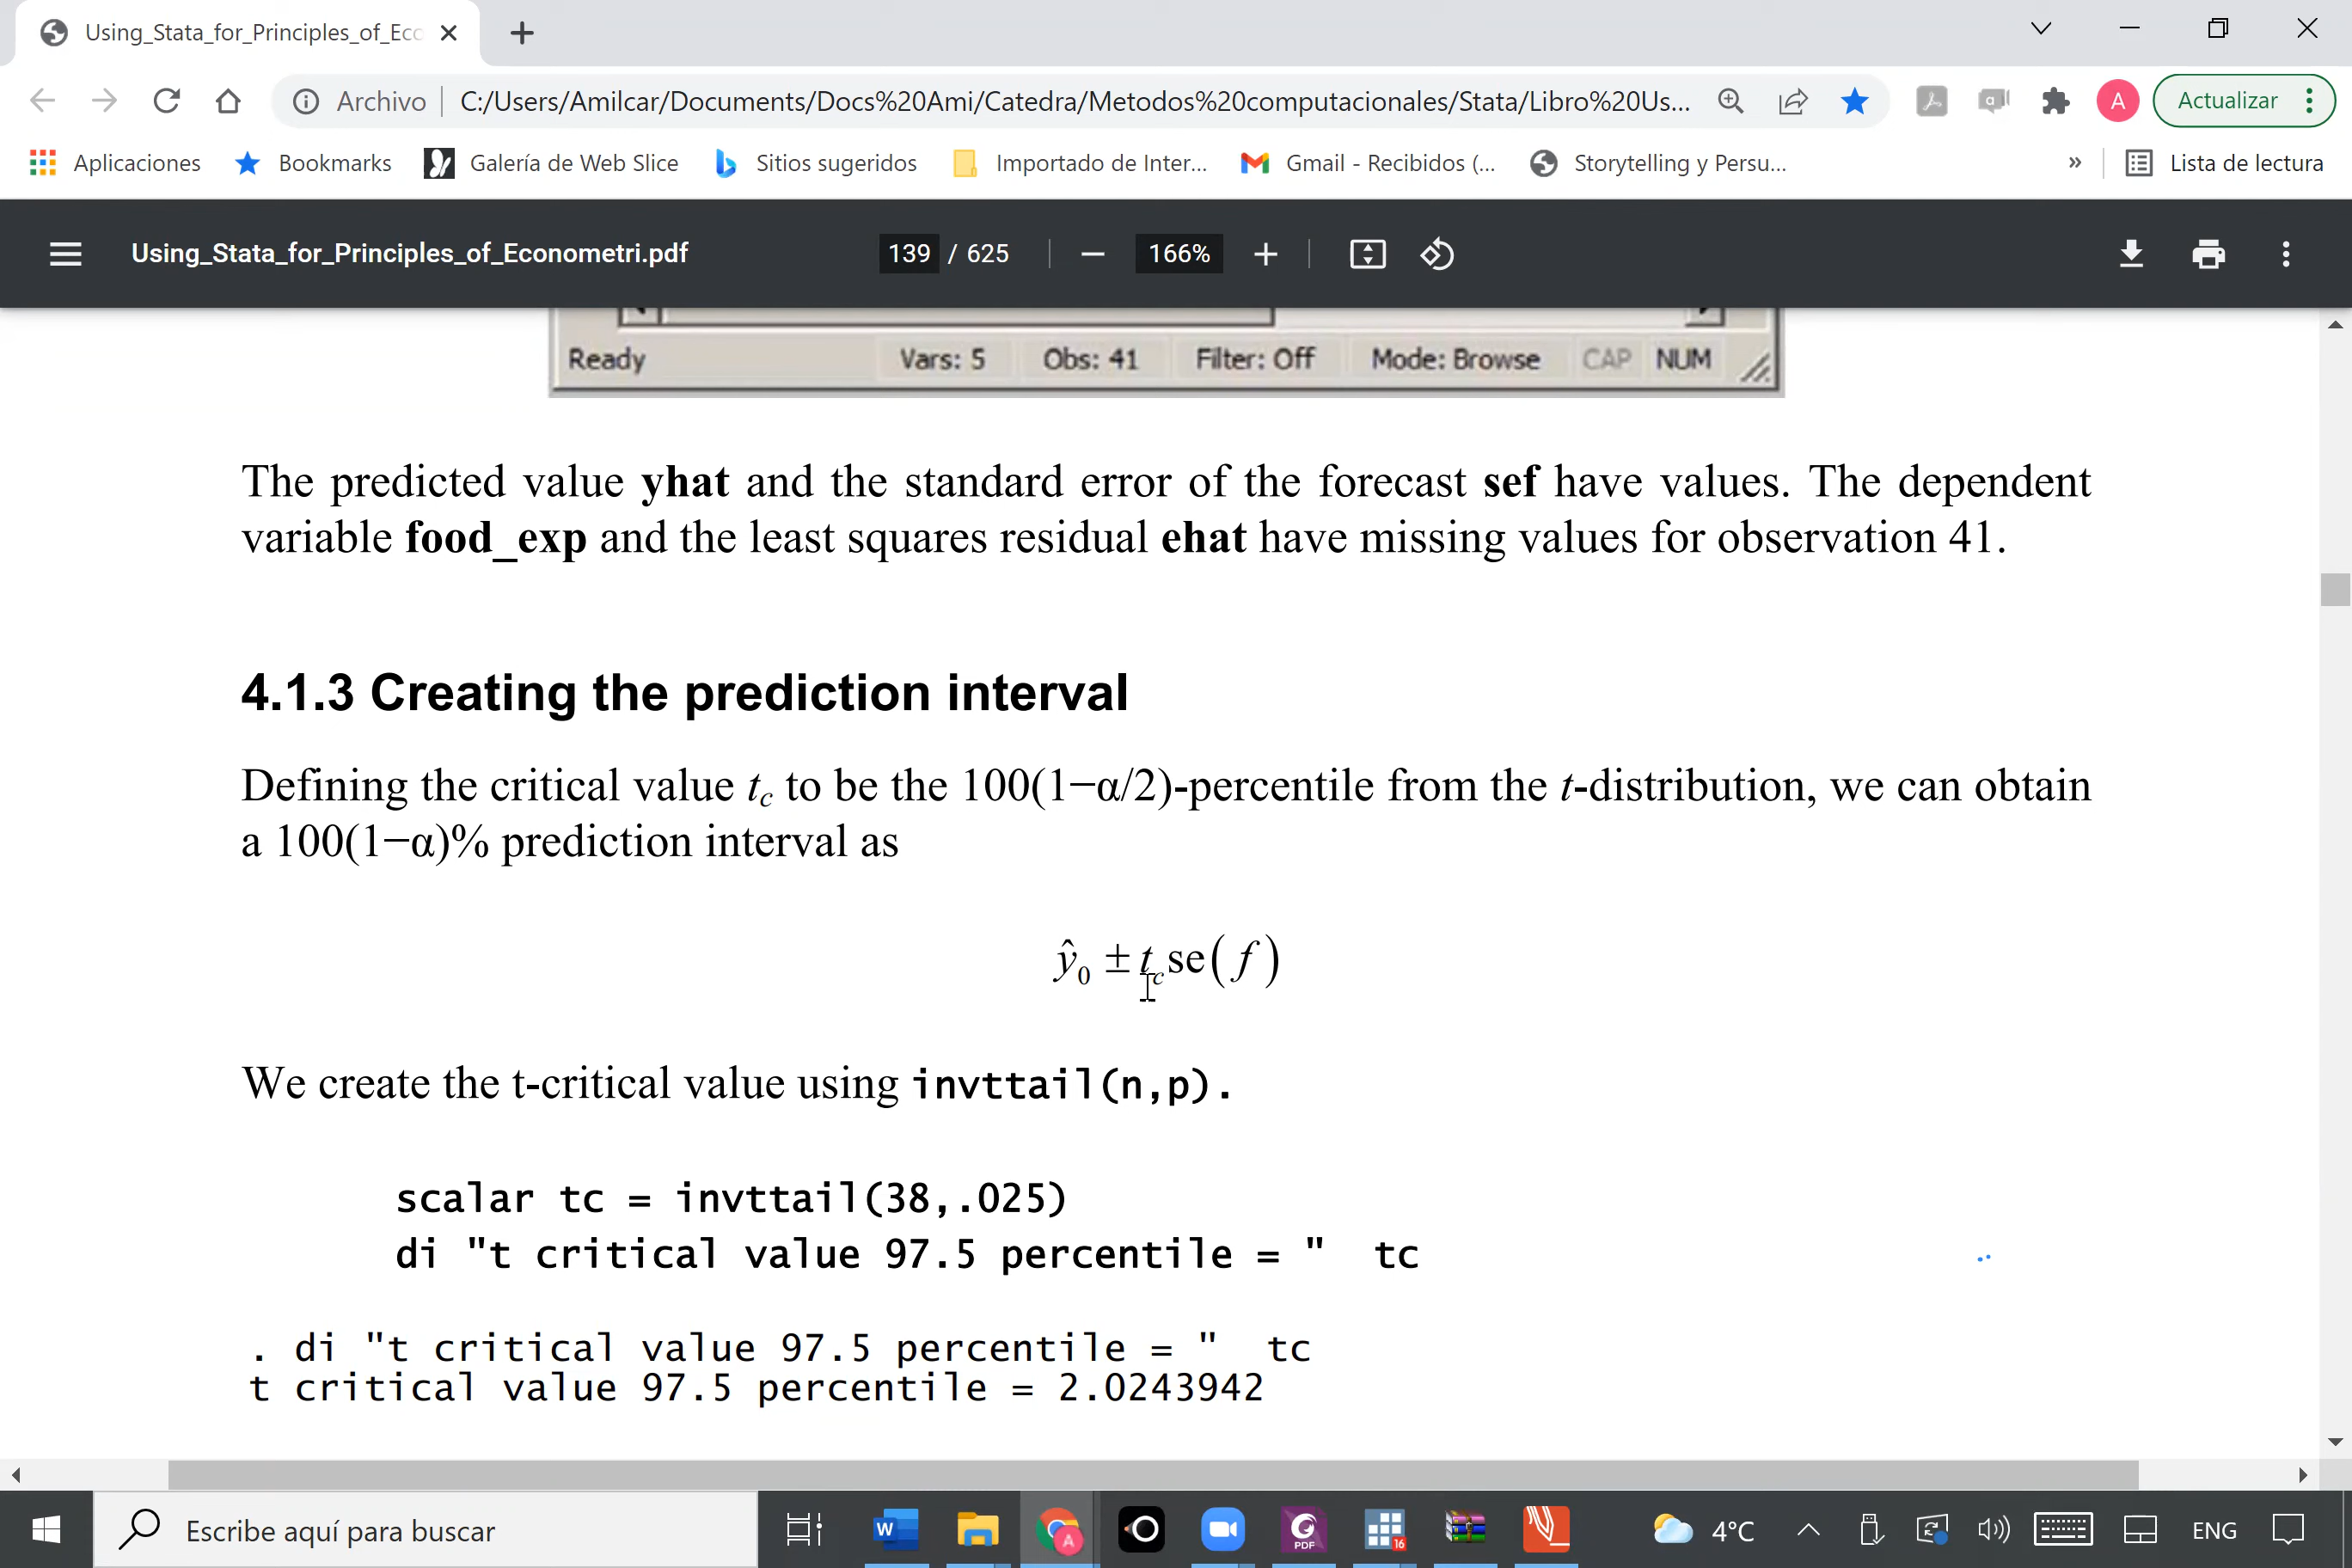 Using_Stata_for_Principles_of_Ecc
Archivo C:/Users/Amilcar/Documents/Docs%20Ami/Catedra/Metodos%20computacionales/Stata/Libro%20Us... A Actualizar
Aplicaciones Bookmarks Galería de Web Slice Sitios sugeridos Importado de Inter... Gmail - Recibidos (... Storytelling y Persu... » Lista de lectura
Using_Stata_for_Principles_of_Econometri.pdf 139 / 625 166%
Ready Vars: 5 Obs: 41 Filter: Off Mode: Browse CAP NUM
The predicted value yhat and the standard error of the forecast sef have values. The dependent
variable food_exp and the least squares residual ehat have missing values for observation 41.
4.1.3 Creating the prediction interval
Defining the critical value tc to be the 100(1−α/2)-percentile from the t-distribution, we can obtain
a 100(1−α)% prediction interval as
ŷ0 ± tc se( f )
We create the t-critical value using invttail(n,p).
scalar tc = invttail(38,.025)
di "t critical value 97.5 percentile = " tc
. di "t critical value 97.5 percentile = " tc
t critical value 97.5 percentile = 2.0243942
Escribe aquí para buscar W A PDF 16 4°C ENG